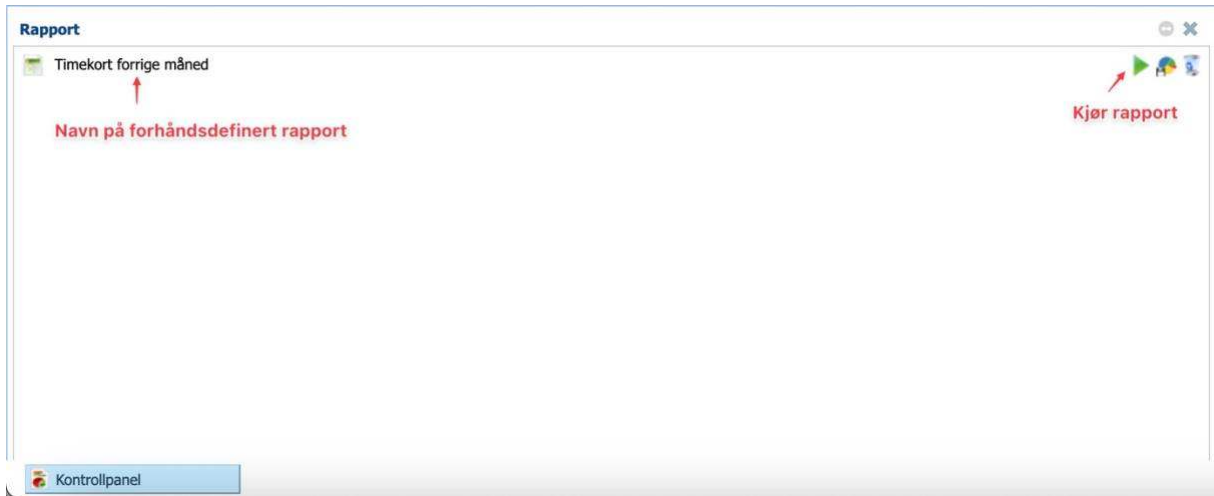 Rapport
Timekort forrige måned
Navn på forhåndsdefinert rapport
Kjør rapport
Kontrollpanel